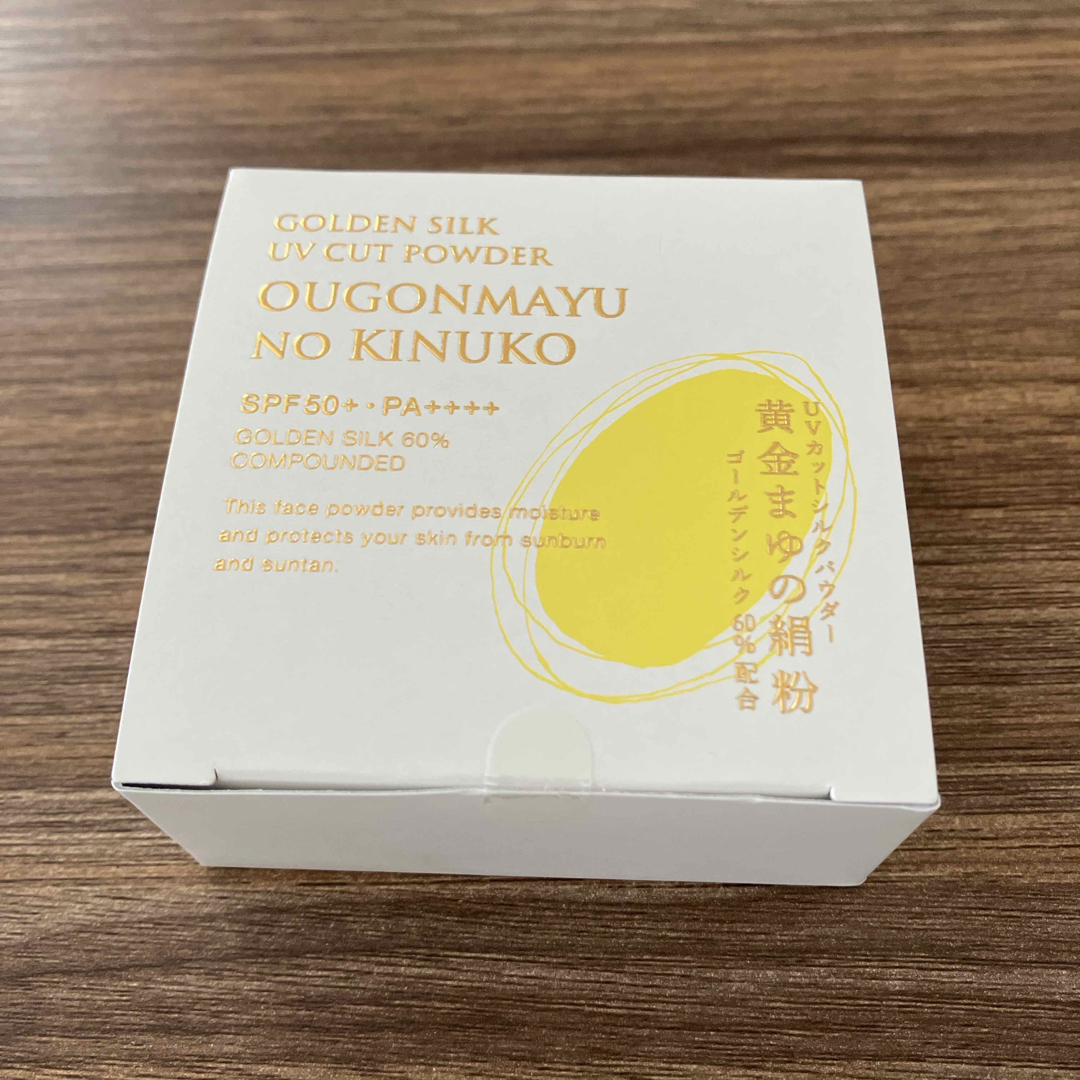 GOLDEN SILK
UV CUT POWDER
OUGONMAYU
NO KINUKO
SPF50+・PA++++
GOLDEN SILK 60%
COMPOUNDED
This face powder provides moisture
and protects your skin from sunburn
and suntan.
UVカットシルクパウダー
黄金まゆの絹粉
ゴールデンシルク60%配合